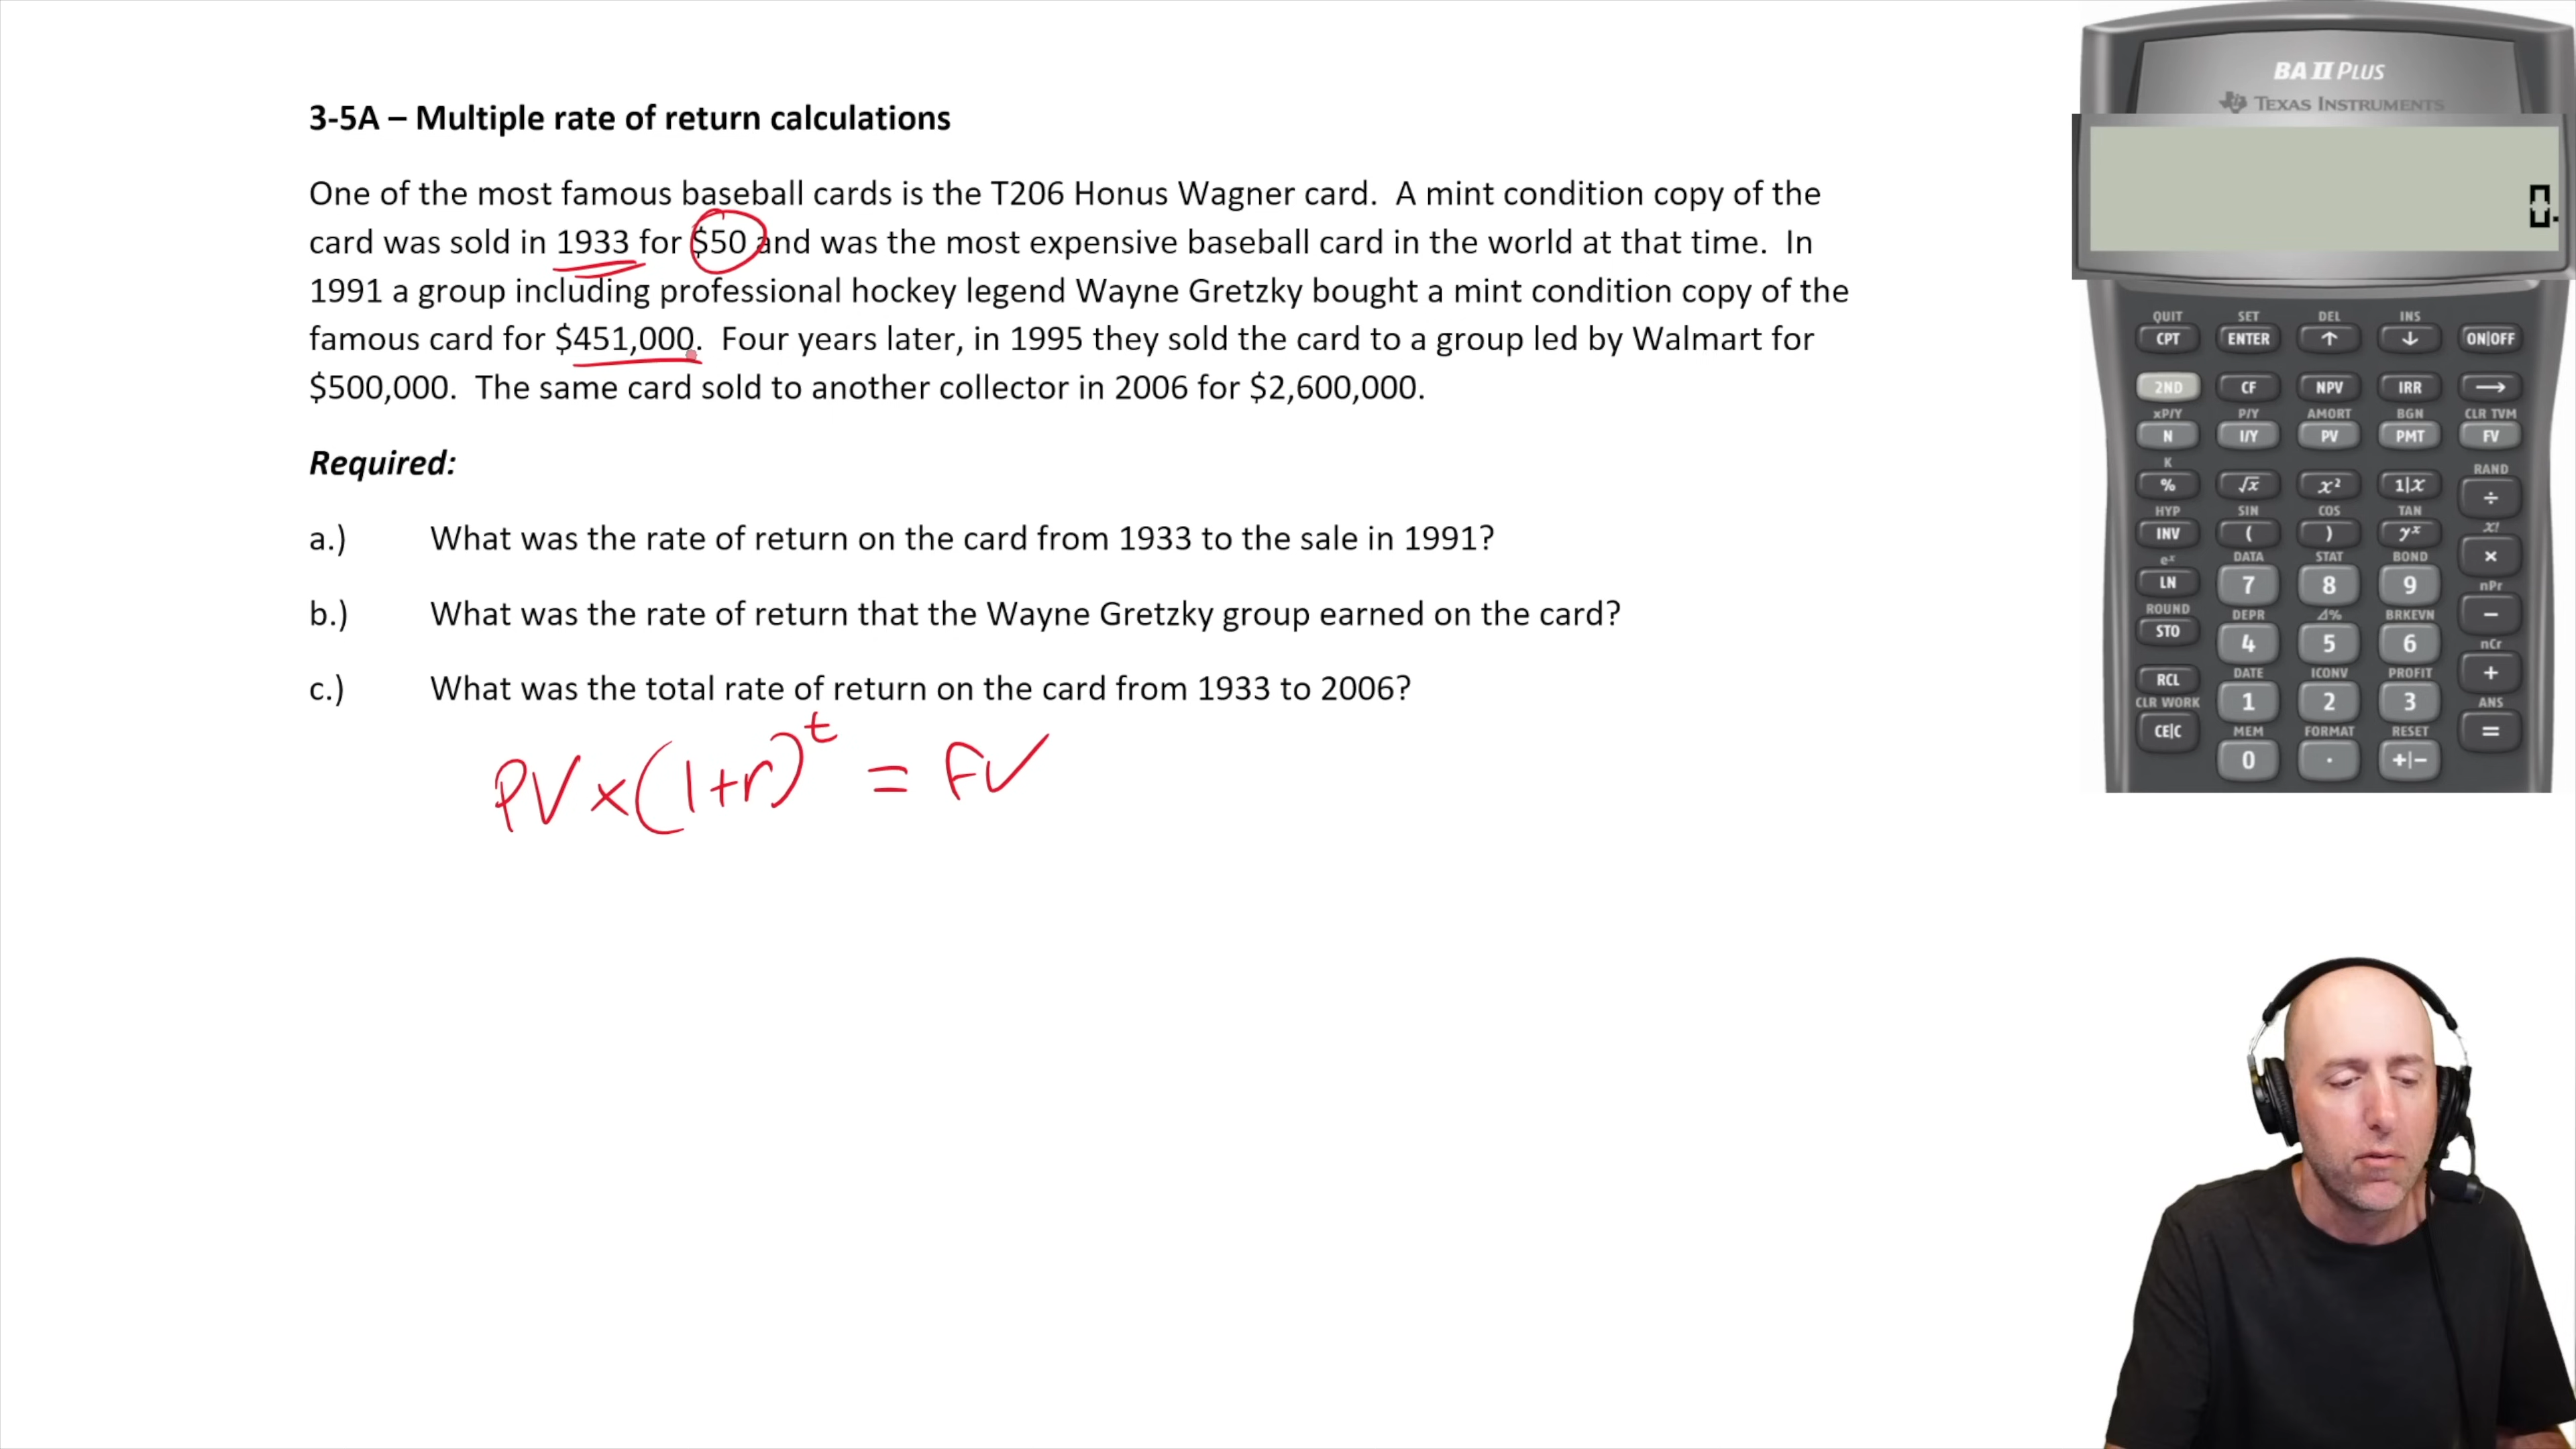 3-5A – Multiple rate of return calculations
One of the most famous baseball cards is the T206 Honus Wagner card. A mint condition copy of the
card was sold in 1933 for $50 and was the most expensive baseball card in the world at that time. In
1991 a group including professional hockey legend Wayne Gretzky bought a mint condition copy of the
famous card for $451,000. Four years later, in 1995 they sold the card to a group led by Walmart for
$500,000. The same card sold to another collector in 2006 for $2,600,000.
Required:
a.) What was the rate of return on the card from 1933 to the sale in 1991?
b.) What was the rate of return that the Wayne Gretzky group earned on the card?
c.) What was the total rate of return on the card from 1933 to 2006?
PV × (1+r)^t = FV
BA II PLUS
TEXAS INSTRUMENTS
0.
QUIT SET DEL INS
CPT ENTER ↑ ↓ ON|OFF
2ND CF NPV IRR →
xP/Y P/Y AMORT BGN CLR TVM
N I/Y PV PMT FV
K RAND
% √x x² 1|x ÷
HYP SIN COS TAN x!
INV ( ) yˣ ×
eˣ DATA STAT BOND nPr
LN 7 8 9 −
ROUND DEPR Δ% BRKEVN nCr
STO 4 5 6 +
DATE ICONV PROFIT ANS
RCL 1 2 3 =
CLR WORK MEM FORMAT RESET
CE|C 0 . +|−